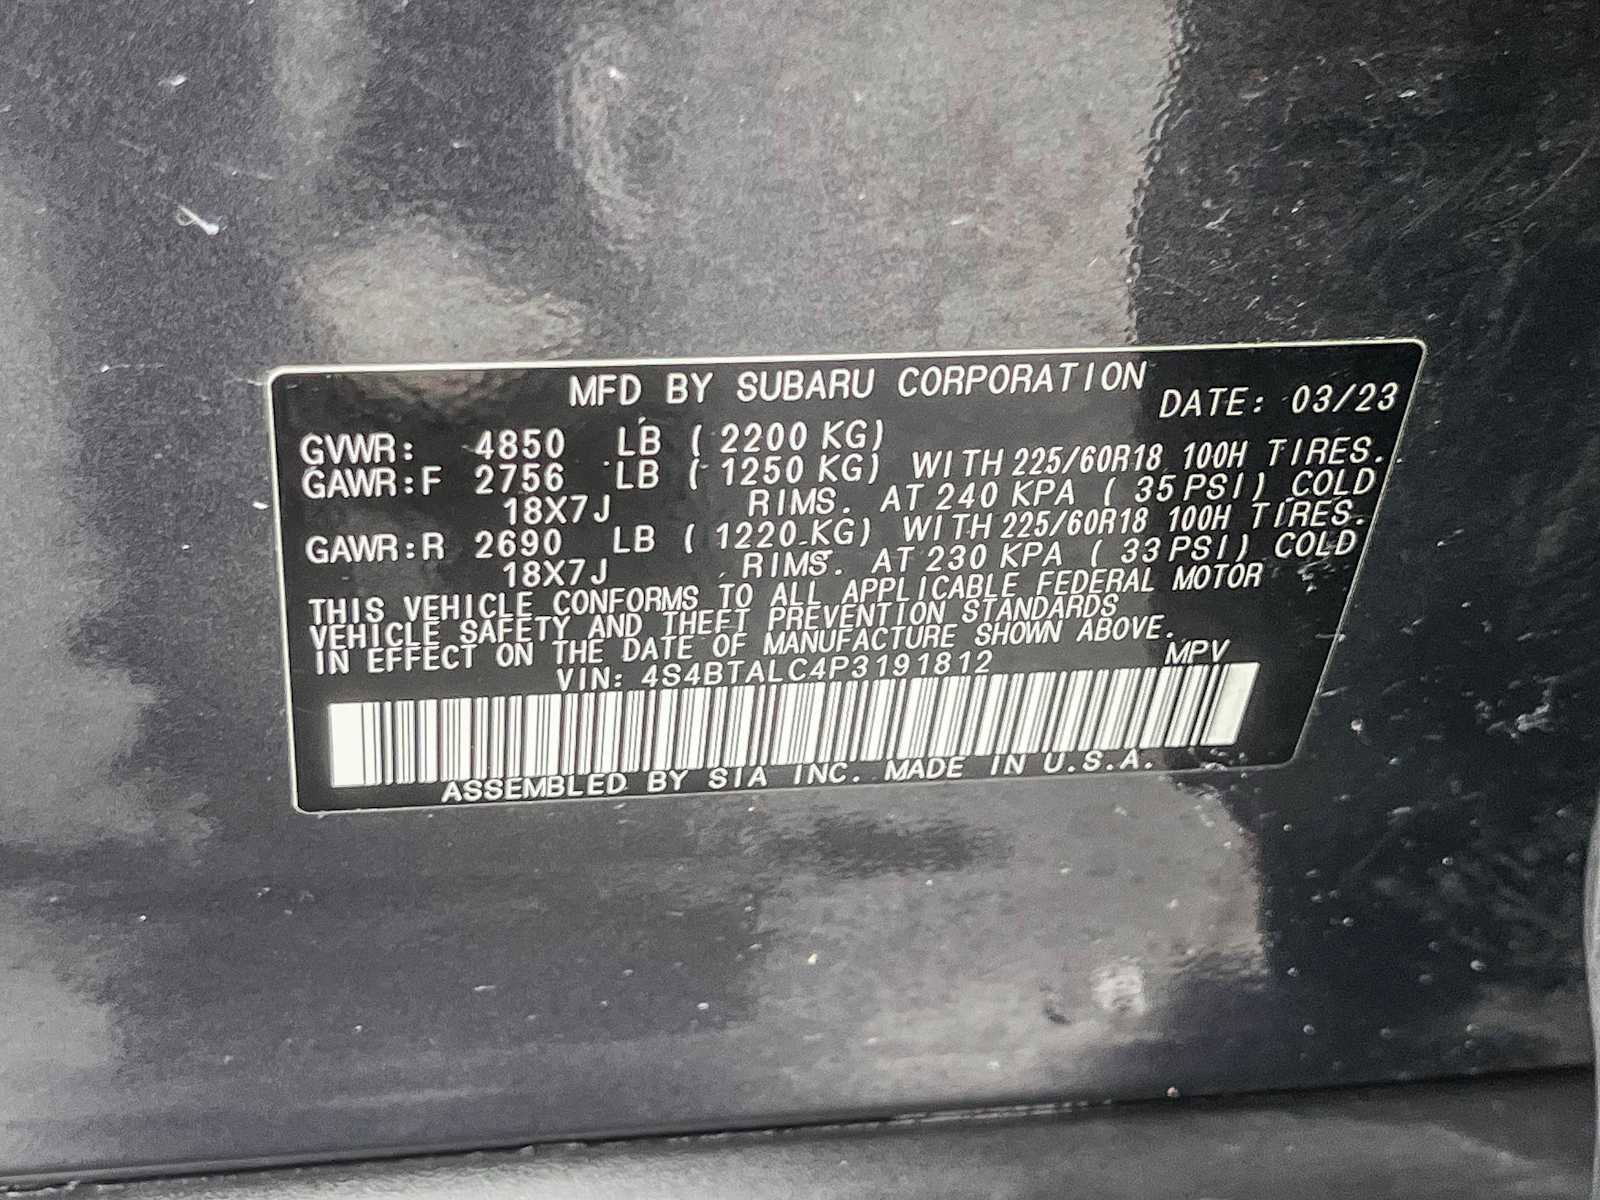 MFD BY SUBARU CORPORATION DATE: 03/23
GVWR: 4850 LB ( 2200 KG)
GAWR:F 2756 LB ( 1250 KG) WITH 225/60R18 100H TIRES.
18X7J RIMS. AT 240 KPA ( 35 PSI) COLD
GAWR:R 2690 LB ( 1220 KG) WITH 225/60R18 100H TIRES.
18X7J RIMS. AT 230 KPA ( 33 PSI) COLD
THIS VEHICLE CONFORMS TO ALL APPLICABLE FEDERAL MOTOR
VEHICLE SAFETY AND THEFT PREVENTION STANDARDS
IN EFFECT ON THE DATE OF MANUFACTURE SHOWN ABOVE.
VIN: 4S4BTALC4P3191812 MPV
ASSEMBLED BY SIA INC. MADE IN U.S.A.